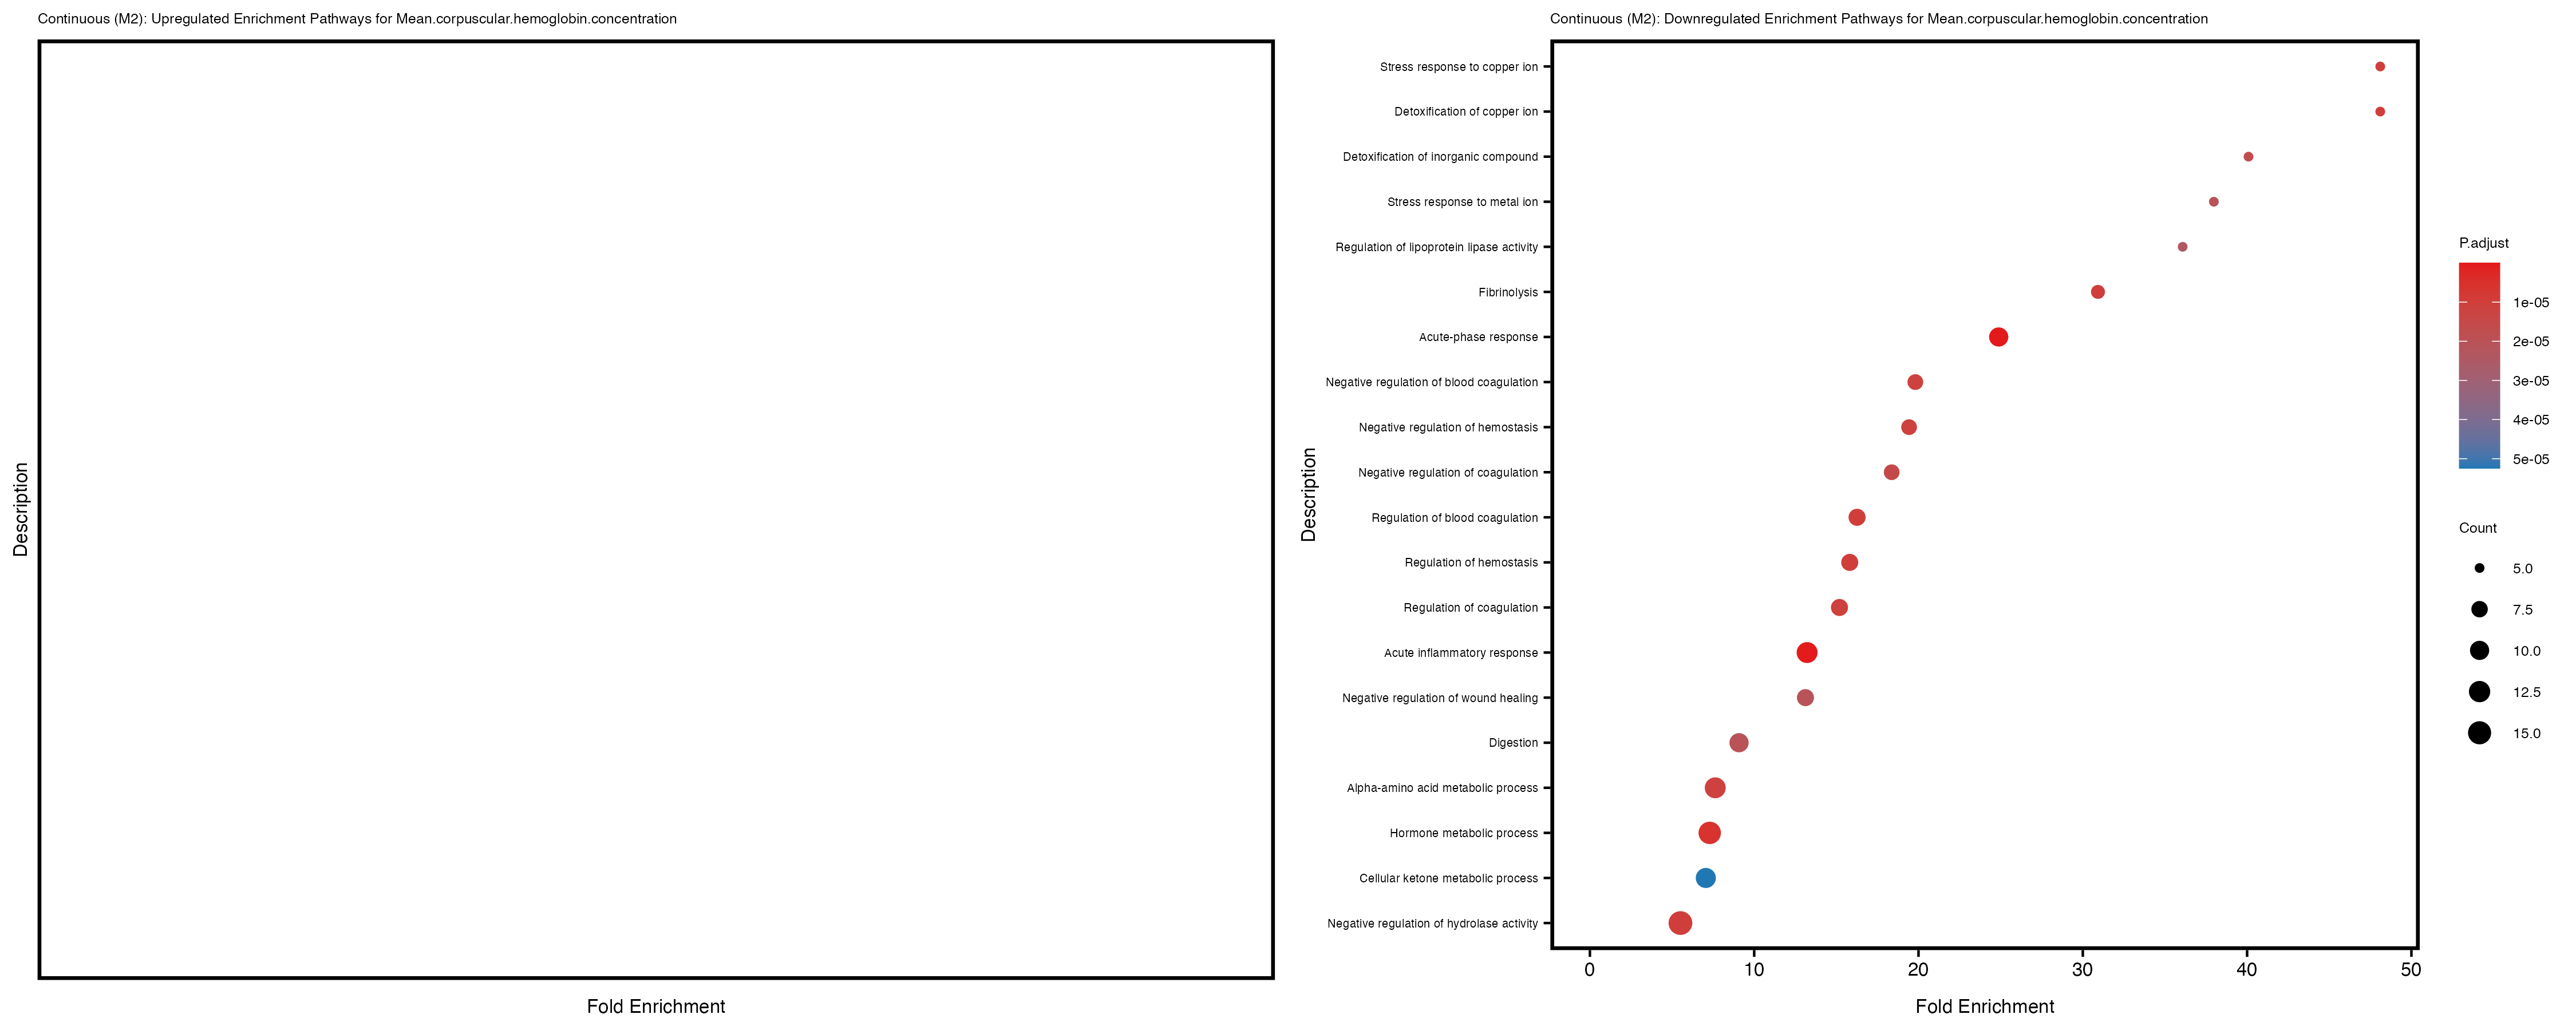 Continuous (M2): Upregulated Enrichment Pathways for Mean.corpuscular.hemoglobin.concentration
Description
Fold Enrichment
Continuous (M2): Downregulated Enrichment Pathways for Mean.corpuscular.hemoglobin.concentration
Description
Stress response to copper ion
Detoxification of copper ion
Detoxification of inorganic compound
Stress response to metal ion
Regulation of lipoprotein lipase activity
Fibrinolysis
Acute-phase response
Negative regulation of blood coagulation
Negative regulation of hemostasis
Negative regulation of coagulation
Regulation of blood coagulation
Regulation of hemostasis
Regulation of coagulation
Acute inflammatory response
Negative regulation of wound healing
Digestion
Alpha-amino acid metabolic process
Hormone metabolic process
Cellular ketone metabolic process
Negative regulation of hydrolase activity
0 10 20 30 40 50
Fold Enrichment
P.adjust
1e-05
2e-05
3e-05
4e-05
5e-05
Count
5.0
7.5
10.0
12.5
15.0